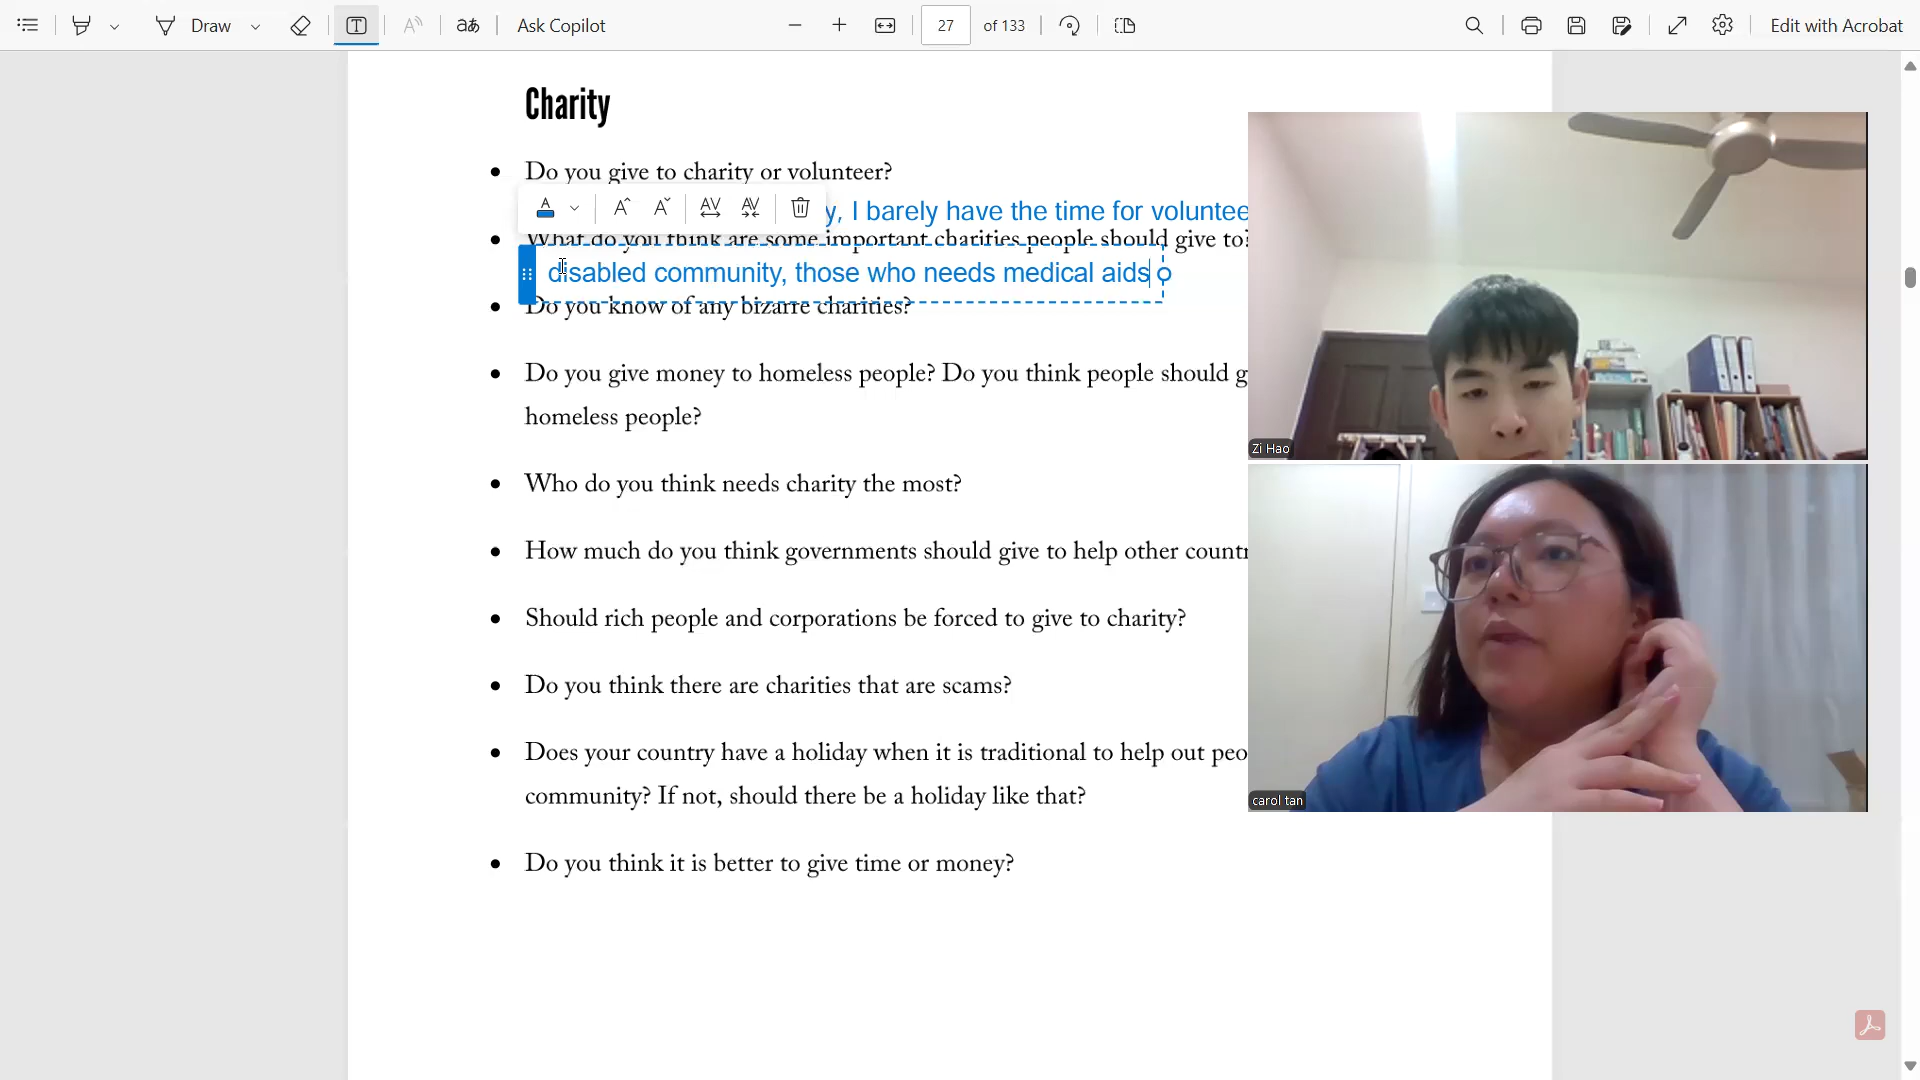 Draw
Ask Copilot
27 of 133
Edit with Acrobat
Charity
Do you give to charity or volunteer?
y, I barely have the time for voluntee
What do you think are some important charities people should give to?
disabled community, those who needs medical aids
Do you know of any bizarre charities?
Do you give money to homeless people? Do you think people should g
homeless people?
Who do you think needs charity the most?
How much do you think governments should give to help other countr
Should rich people and corporations be forced to give to charity?
Do you think there are charities that are scams?
Does your country have a holiday when it is traditional to help out peo
community? If not, should there be a holiday like that?
Do you think it is better to give time or money?
Zi Hao
carol tan